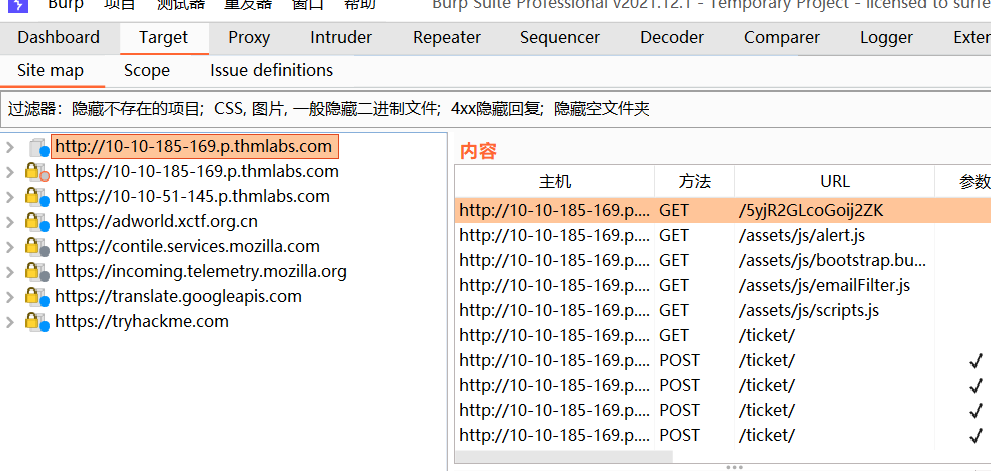 Burp 项目 测试器 重发器 窗口 帮助 Burp Suite Professional v2021.12.1 - Temporary Project - licensed to surfe
Dashboard Target Proxy Intruder Repeater Sequencer Decoder Comparer Logger Exten
Site map Scope Issue definitions
过滤器：隐藏不存在的项目; CSS, 图片, 一般隐藏二进制文件; 4xx隐藏回复; 隐藏空文件夹
http://10-10-185-169.p.thmlabs.com
https://10-10-185-169.p.thmlabs.com
https://10-10-51-145.p.thmlabs.com
https://adworld.xctf.org.cn
https://contile.services.mozilla.com
https://incoming.telemetry.mozilla.org
https://translate.googleapis.com
https://tryhackme.com
内容
主机 方法 URL 参数
http://10-10-185-169.p.... GET /5yjR2GLcoGoij2ZK
http://10-10-185-169.p.... GET /assets/js/alert.js
http://10-10-185-169.p.... GET /assets/js/bootstrap.bu...
http://10-10-185-169.p.... GET /assets/js/emailFilter.js
http://10-10-185-169.p.... GET /assets/js/scripts.js
http://10-10-185-169.p.... GET /ticket/
http://10-10-185-169.p.... POST /ticket/ ✓
http://10-10-185-169.p.... POST /ticket/ ✓
http://10-10-185-169.p.... POST /ticket/ ✓
http://10-10-185-169.p.... POST /ticket/ ✓